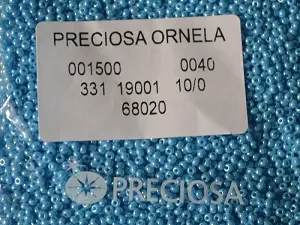 PRECIOSA ORNELA
001500 0040
331 19001 10/0
68020
PRECIOSA